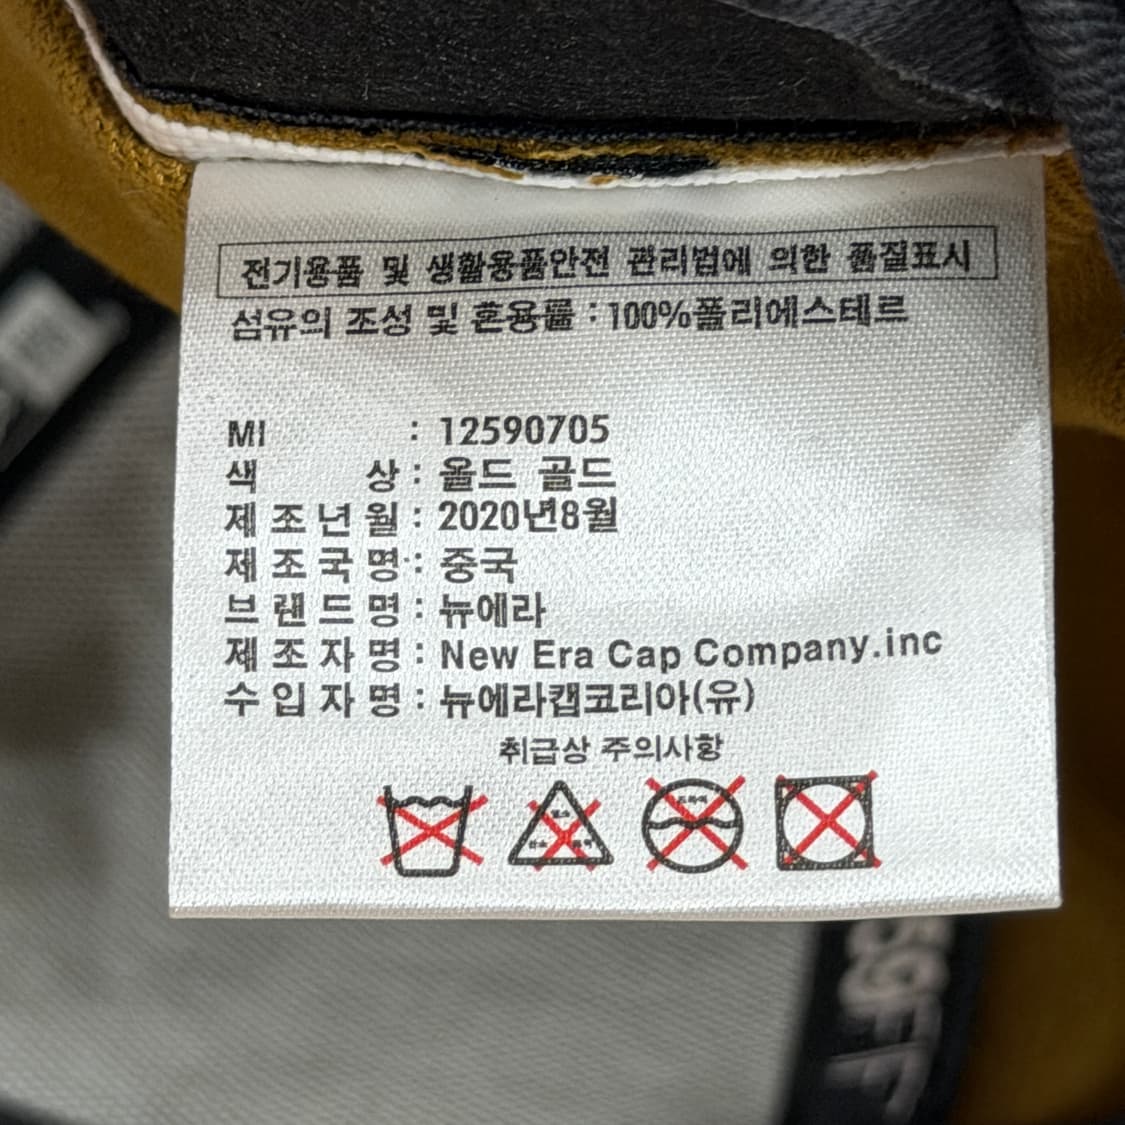 전기용품 및 생활용품안전 관리법에 의한 품질표시
섬유의 조성 및 혼용률 : 100%폴리에스테르
MI : 12590705
색 상 : 올드 골드
제 조 년 월 : 2020년8월
제 조 국 명 : 중국
브 랜 드 명 : 뉴에라
제 조 자 명 : New Era Cap Company.inc
수 입 자 명 : 뉴에라캡코리아(유)
취급상 주의사항